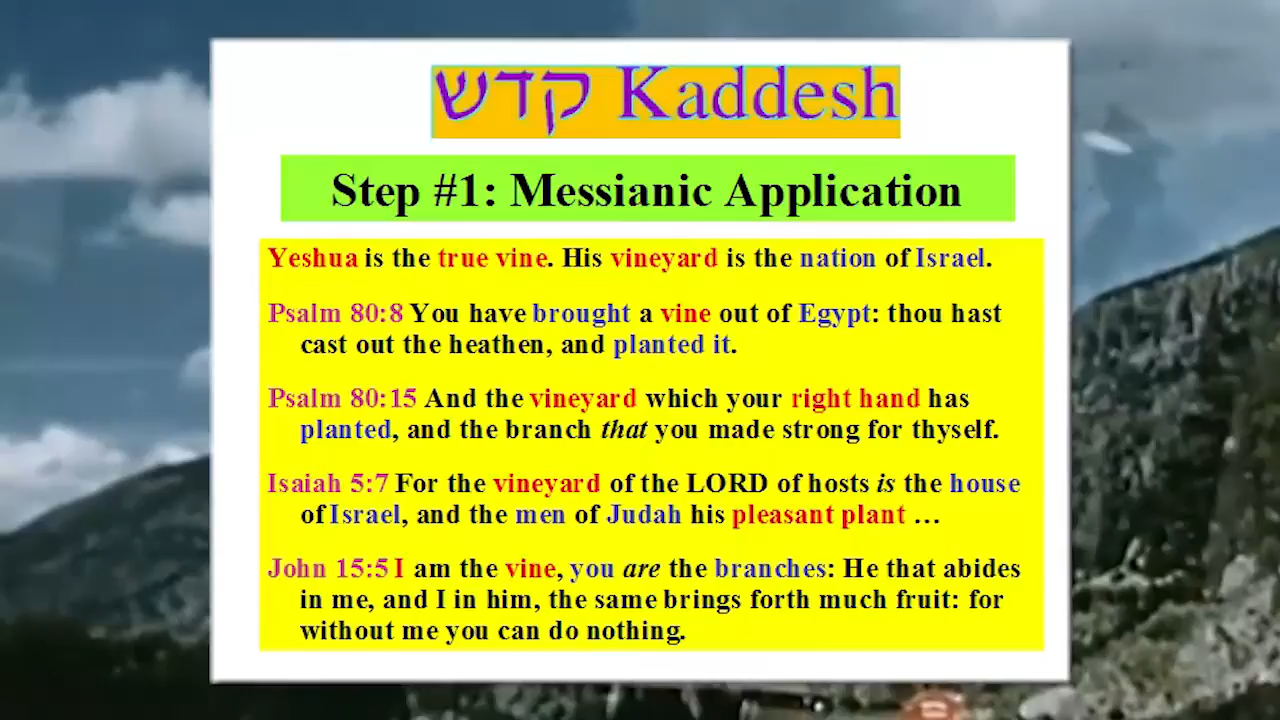 קדש Kaddesh
Step #1: Messianic Application
Yeshua is the true vine. His vineyard is the nation of Israel.
Psalm 80:8 You have brought a vine out of Egypt: thou hast
cast out the heathen, and planted it.
Psalm 80:15 And the vineyard which your right hand has
planted, and the branch that you made strong for thyself.
Isaiah 5:7 For the vineyard of the LORD of hosts is the house
of Israel, and the men of Judah his pleasant plant …
John 15:5 I am the vine, you are the branches: He that abides
in me, and I in him, the same brings forth much fruit: for
without me you can do nothing.